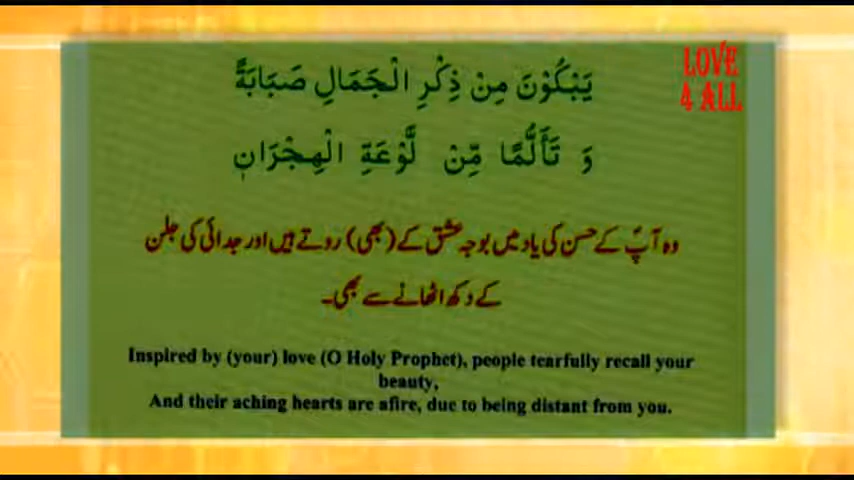 LOVE
4 ALL
يَبْكُوْنَ مِنْ ذِكْرِ الْجَمَالِ صَبَابَةً
وَ تَأَلُّمًا مِّنْ لَّوْعَةِ الْهِجْرَانٖ
وہ آپؐ کے حسن کی یاد میں بوجہ عشق کے (بھی) روتے ہیں اور جدائی کی جلن
کے دکھ اٹھانے سے بھی۔
Inspired by (your) love (O Holy Prophet), people tearfully recall your
beauty,
And their aching hearts are afire, due to being distant from you.